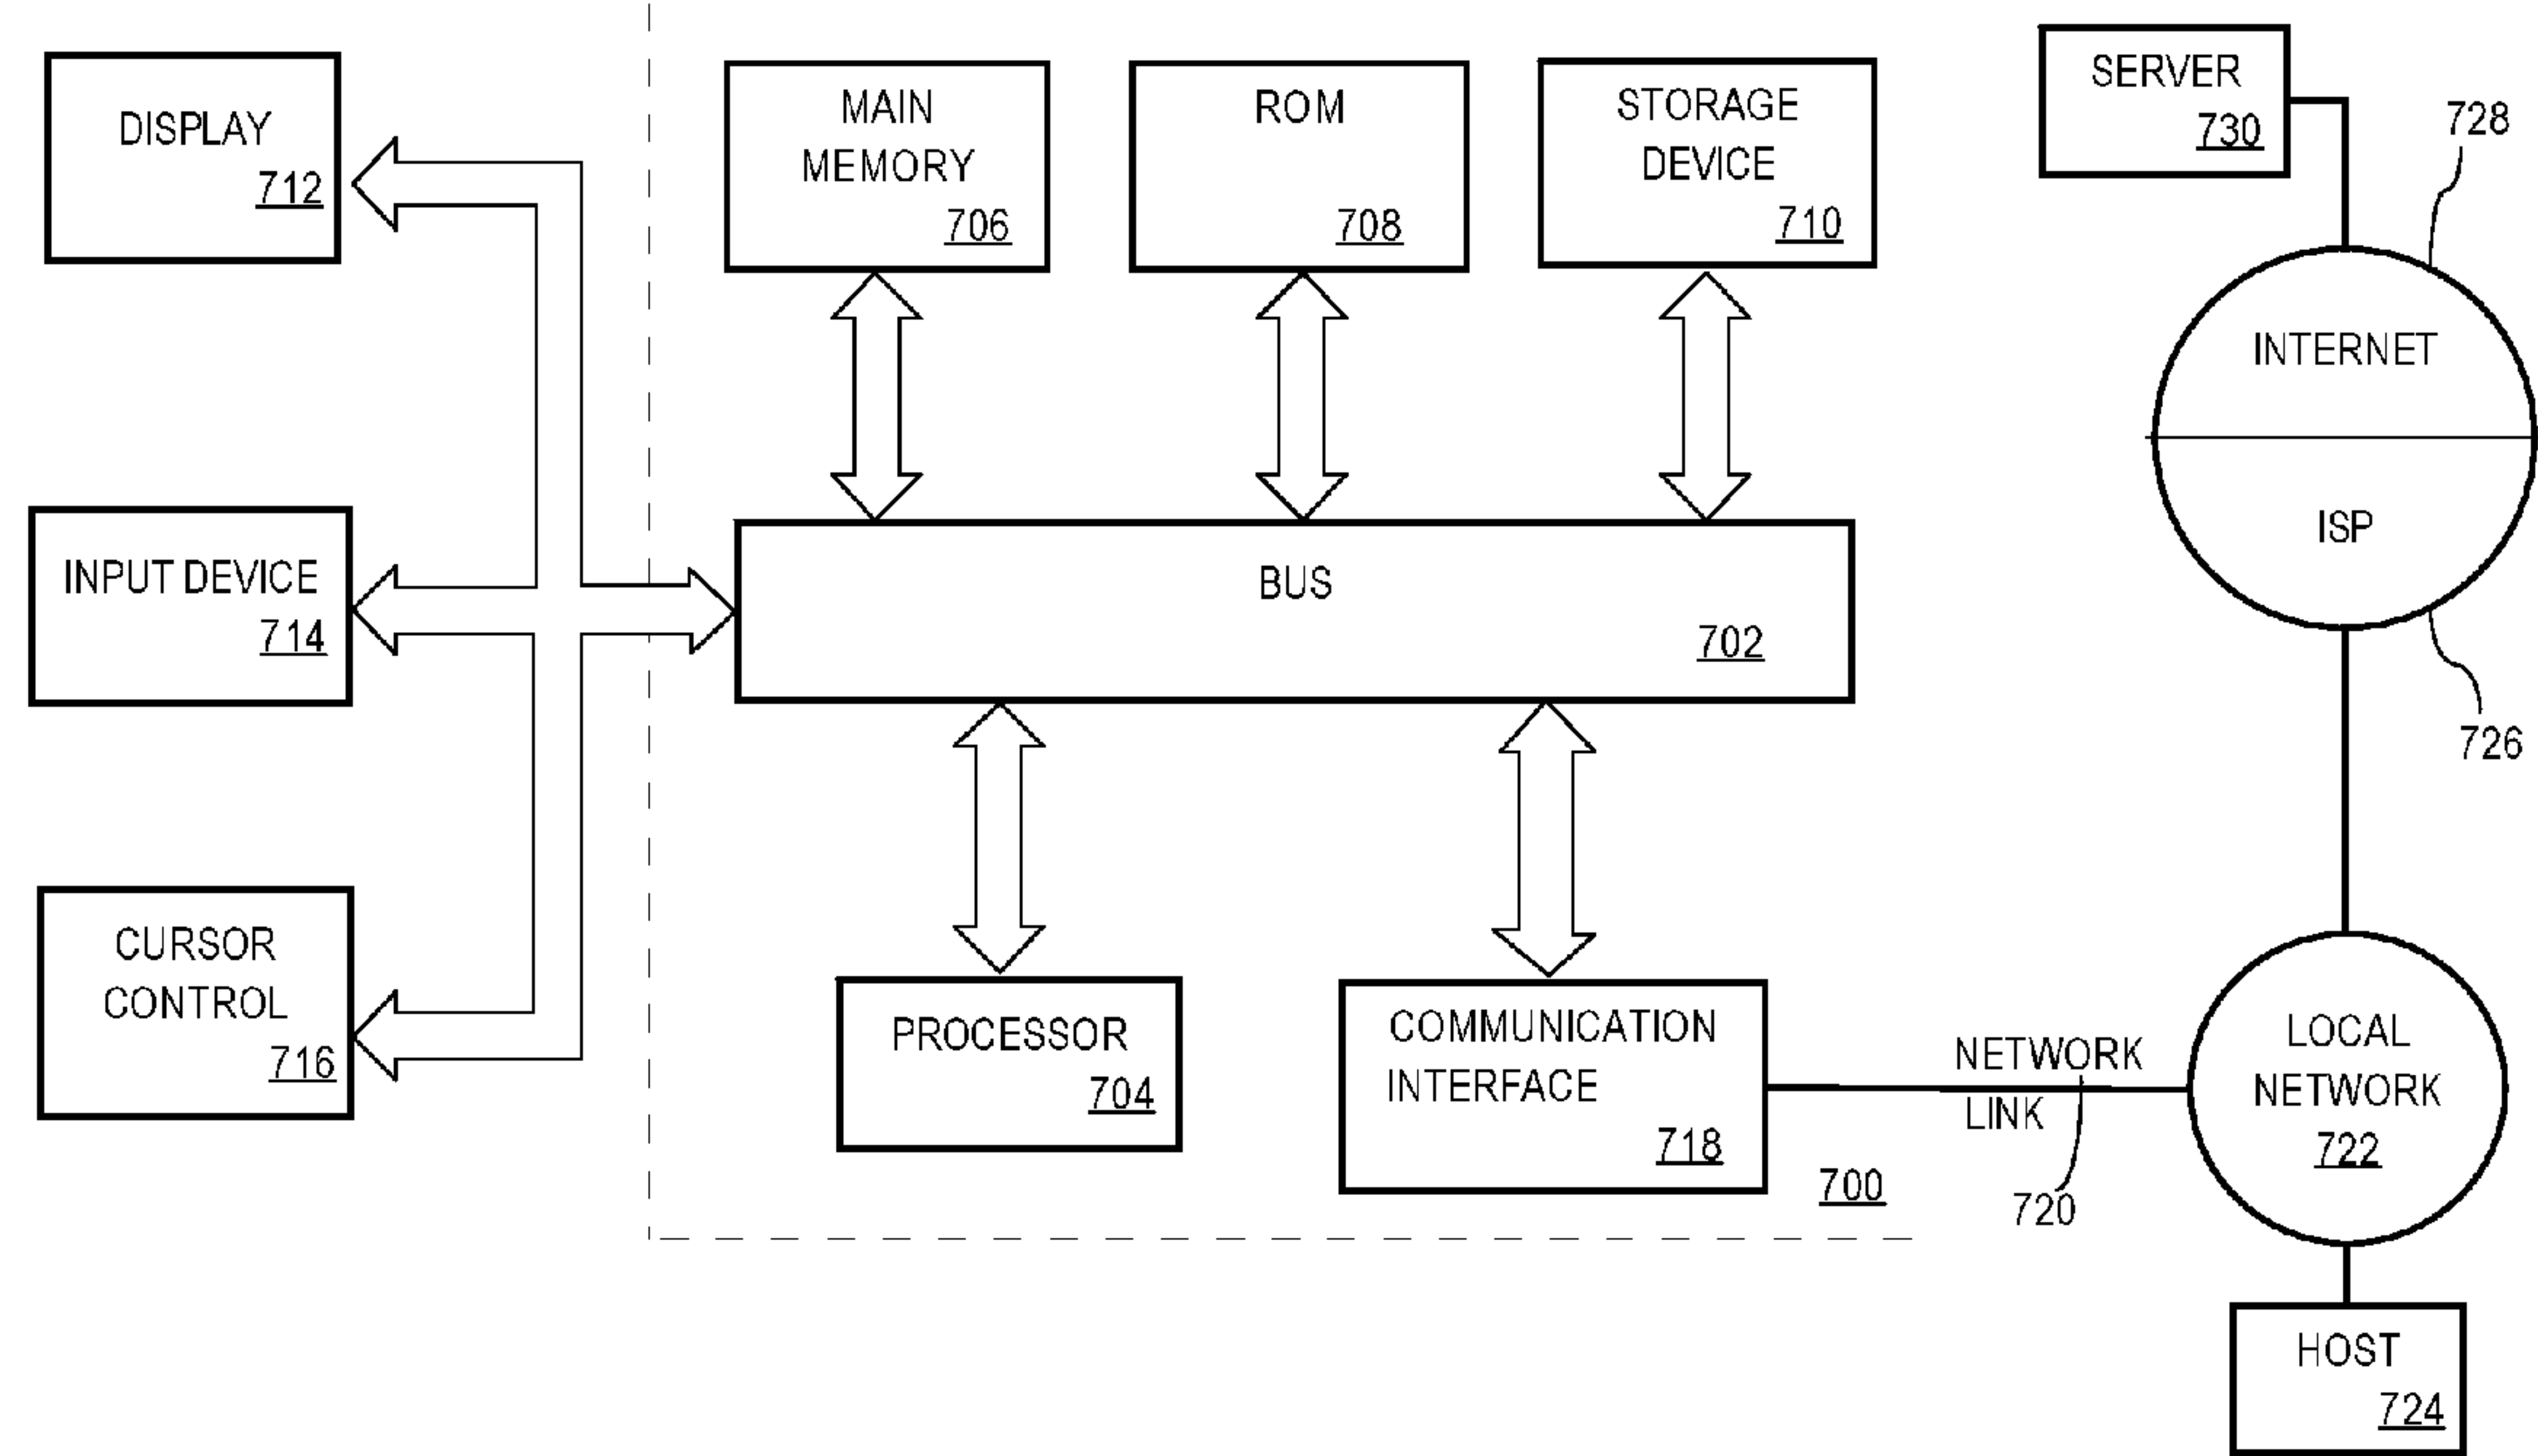 DISPLAY
712
INPUT DEVICE
714
CURSOR
CONTROL
716
MAIN
MEMORY
706
ROM
708
STORAGE
DEVICE
710
BUS
702
PROCESSOR
704
COMMUNICATION
INTERFACE
718
700
NETWORK
LINK
720
SERVER
730
728
INTERNET
ISP
726
LOCAL
NETWORK
722
HOST
724